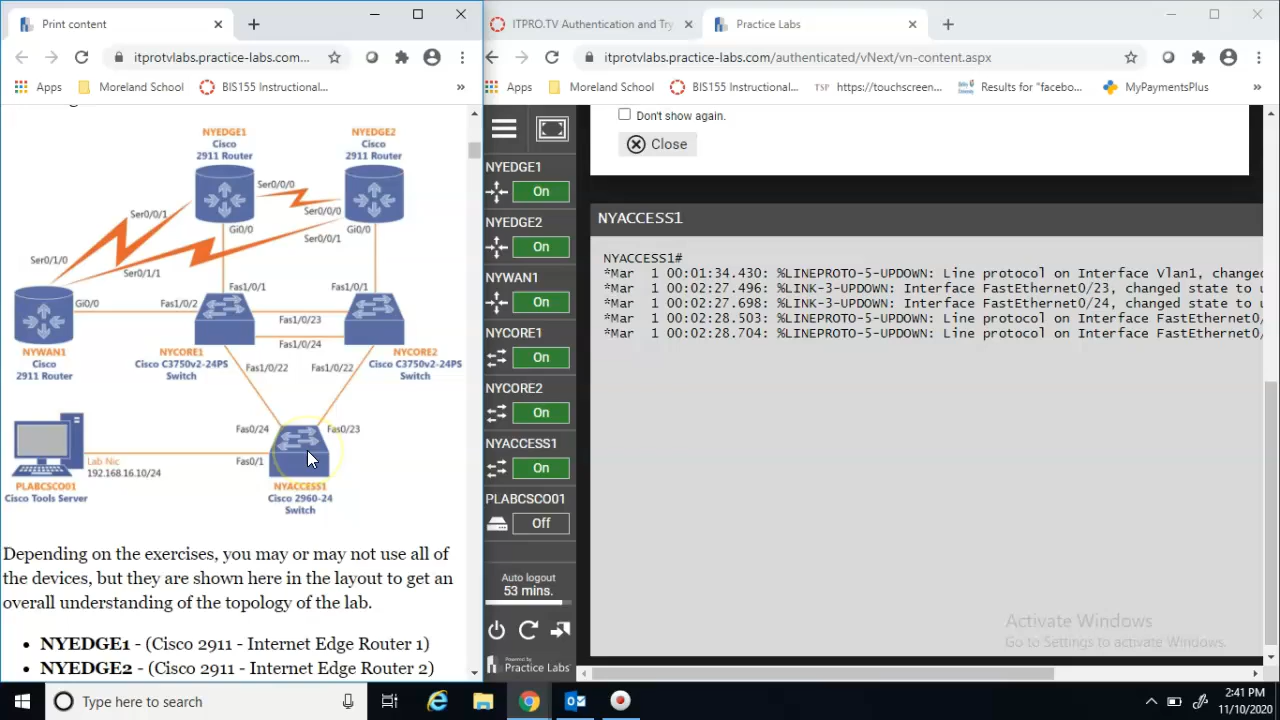 Print content
itprotvlabs.practice-labs.com...
Apps
Moreland School
BIS155 Instructional...
»
NYEDGE1
Cisco
2911 Router
NYEDGE2
Cisco
2911 Router
Ser0/0/0
Ser0/0/1
Ser0/0/0
Gi0/0
Gi0/0
Ser0/0/1
Ser0/1/0
Ser0/1/1
Fas1/0/1
Fas1/0/1
Gi0/0
Fas1/0/2
Fas1/0/23
Fas1/0/24
NYWAN1
Cisco
2911 Router
NYCORE1
Cisco C3750v2-24PS
Switch
NYCORE2
Cisco C3750v2-24PS
Switch
Fas1/0/22
Fas1/0/22
Fas0/24
Fas0/23
Lab Nic
192.168.16.10/24
Fas0/1
PLABCSCO01
Cisco Tools Server
NYACCESS1
Cisco 2960-24
Switch
Depending on the exercises, you may or may not use all of
the devices, but they are shown here in the layout to get an
overall understanding of the topology of the lab.
• NYEDGE1 - (Cisco 2911 - Internet Edge Router 1)
• NYEDGE2 - (Cisco 2911 - Internet Edge Router 2)
ITPRO.TV Authentication and Try
Practice Labs
itprotvlabs.practice-labs.com/authenticated/vNext/vn-content.aspx
Apps
Moreland School
BIS155 Instructional...
TSP
https://touchscreen...
Results for "facebo...
MyPaymentsPlus
»
NYEDGE1
On
NYEDGE2
On
NYWAN1
On
NYCORE1
On
NYCORE2
On
NYACCESS1
On
PLABCSCO01
Off
Auto logout
53 mins.
Powered by
Practice Labs
Don't show again.
Close
NYACCESS1
NYACCESS1#
*Mar 1 00:01:34.430: %LINEPROTO-5-UPDOWN: Line protocol on Interface Vlan1, changed
*Mar 1 00:02:27.496: %LINK-3-UPDOWN: Interface FastEthernet0/23, changed state to u
*Mar 1 00:02:27.698: %LINK-3-UPDOWN: Interface FastEthernet0/24, changed state to u
*Mar 1 00:02:28.503: %LINEPROTO-5-UPDOWN: Line protocol on Interface FastEthernet0/
*Mar 1 00:02:28.704: %LINEPROTO-5-UPDOWN: Line protocol on Interface FastEthernet0/
Activate Windows
Go to Settings to activate Windows.
Type here to search
2:41 PM
11/10/2020